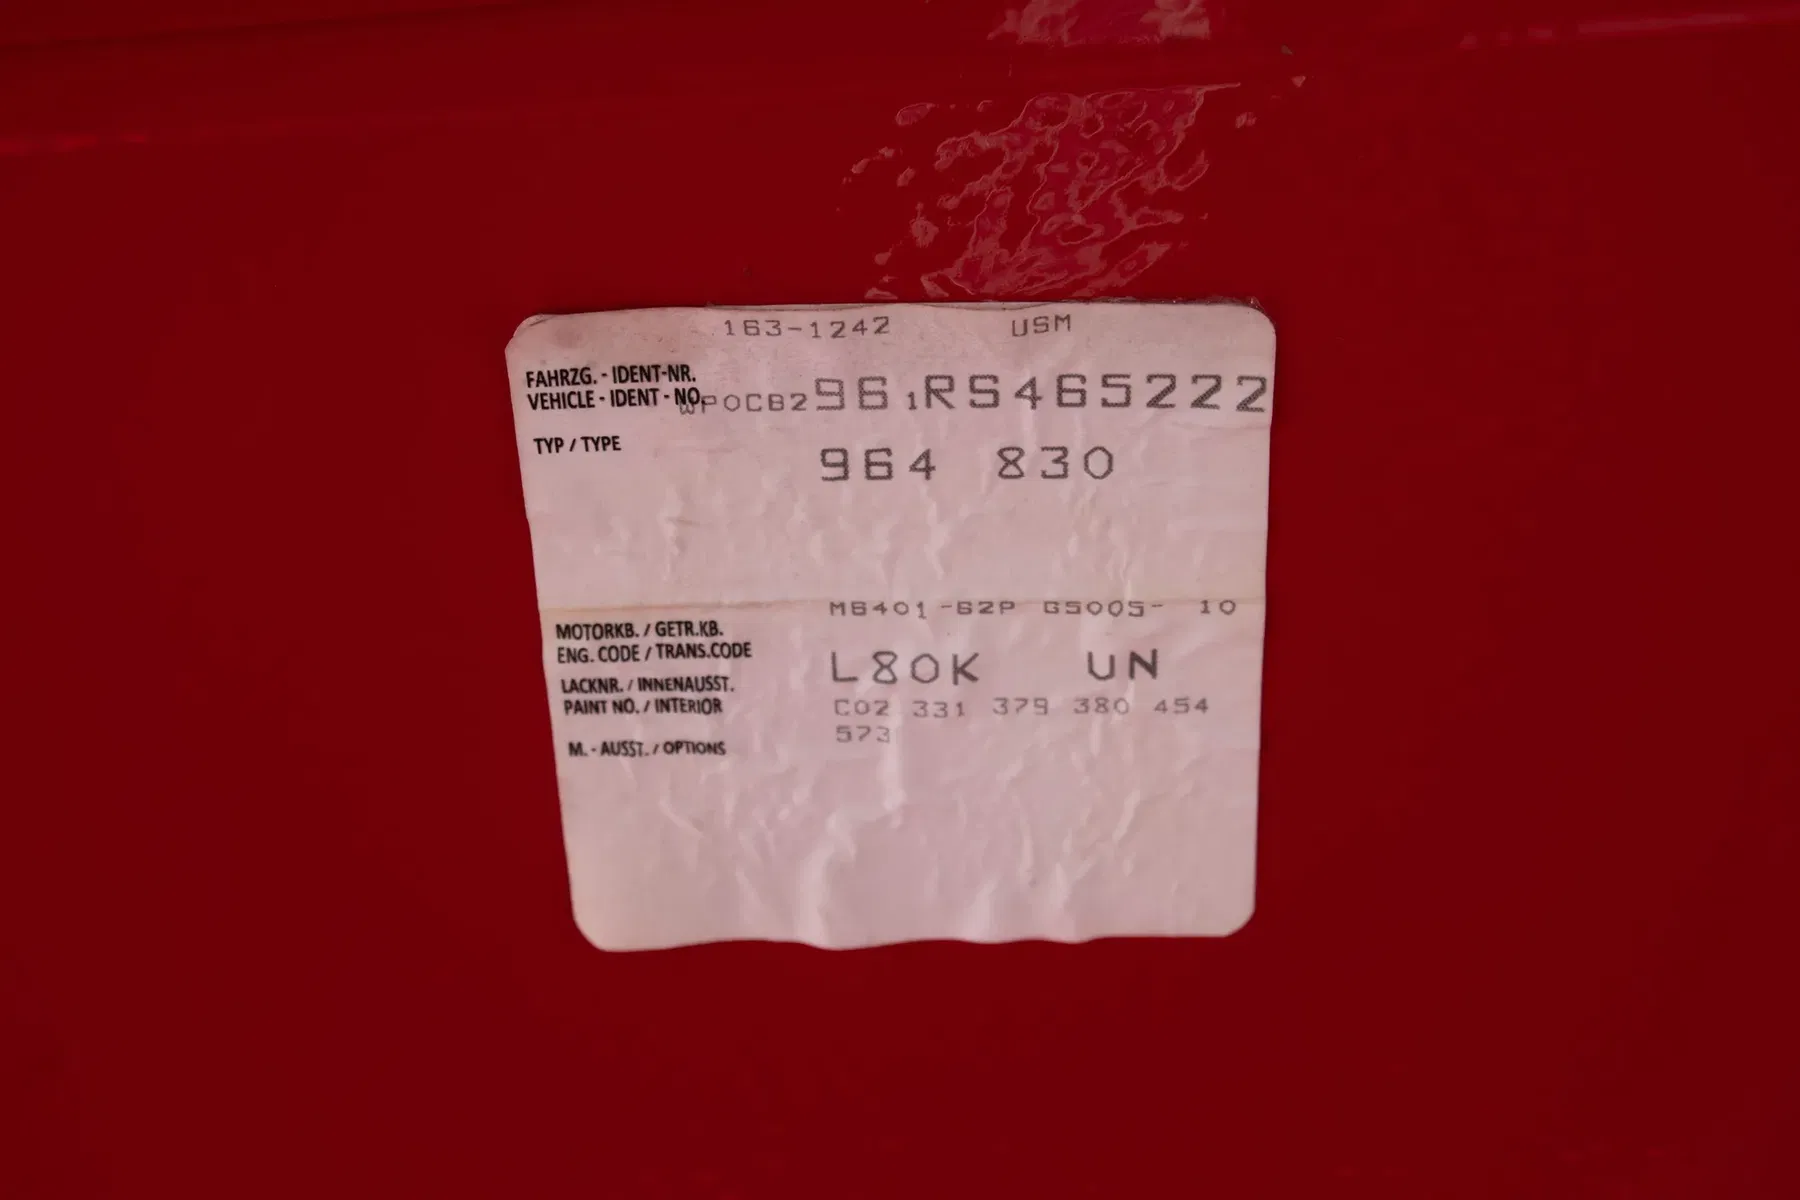 163-1242 USM
FAHRZG. - IDENT-NR.
VEHICLE - IDENT - NO. WP0CB2961RS465222
TYP / TYPE 964 830
M6401 -62P G5005- 10
MOTORKB. / GETR.KB.
ENG. CODE / TRANS.CODE L80K UN
LACKNR. / INNENAUSST.
PAINT NO. / INTERIOR C02 331 379 380 454
573
M. - AUSST. / OPTIONS